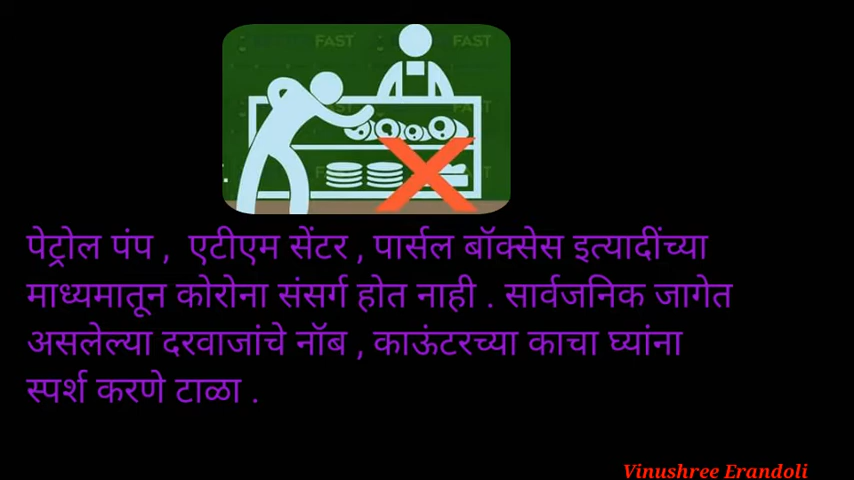 FAST
FAST
पेट्रोल पंप , एटीएम सेंटर , पार्सल बॉक्सेस इत्यादींच्या
माध्यमातून कोरोना संसर्ग होत नाही . सार्वजनिक जागेत
असलेल्या दरवाजांचे नॉब , काऊंटरच्या काचा घ्यांना
स्पर्श करणे टाळा .
Vinushree Erandoli